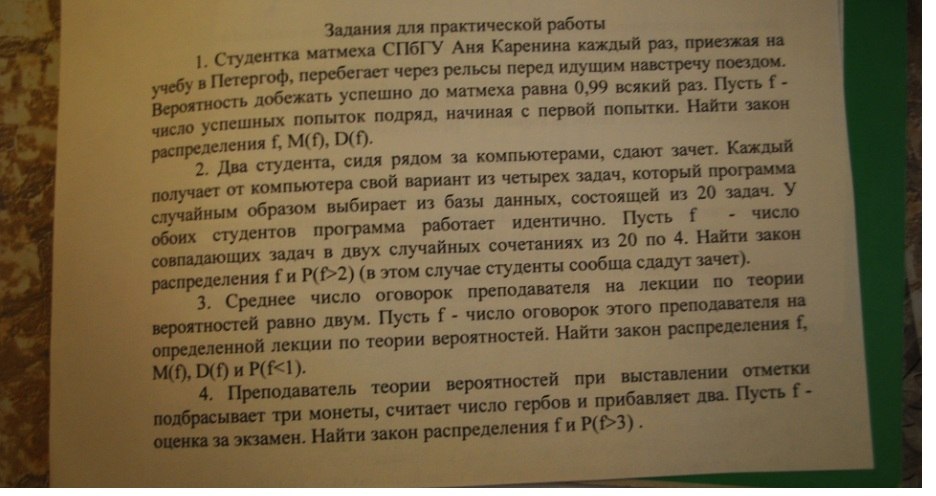 Задания для практической работы
1. Студентка матмеха СПбГУ Аня Каренина каждый раз, приезжая на
учебу в Петергоф, перебегает через рельсы перед идущим навстречу поездом.
Вероятность добежать успешно до матмеха равна 0,99 всякий раз. Пусть f -
число успешных попыток подряд, начиная с первой попытки. Найти закон
распределения f, M(f), D(f).
2. Два студента, сидя рядом за компьютерами, сдают зачет. Каждый
получает от компьютера свой вариант из четырех задач, который программа
случайным образом выбирает из базы данных, состоящей из 20 задач. У
обоих студентов программа работает идентично. Пусть f - число
совпадающих задач в двух случайных сочетаниях из 20 по 4. Найти закон
распределения f и P(f>2) (в этом случае студенты сообща сдадут зачет).
3. Среднее число оговорок преподавателя на лекции по теории
вероятностей равно двум. Пусть f - число оговорок этого преподавателя на
определенной лекции по теории вероятностей. Найти закон распределения f,
M(f), D(f) и P(f<1).
4. Преподаватель теории вероятностей при выставлении отметки
подбрасывает три монеты, считает число гербов и прибавляет два. Пусть f -
оценка за экзамен. Найти закон распределения f и P(f>3) .